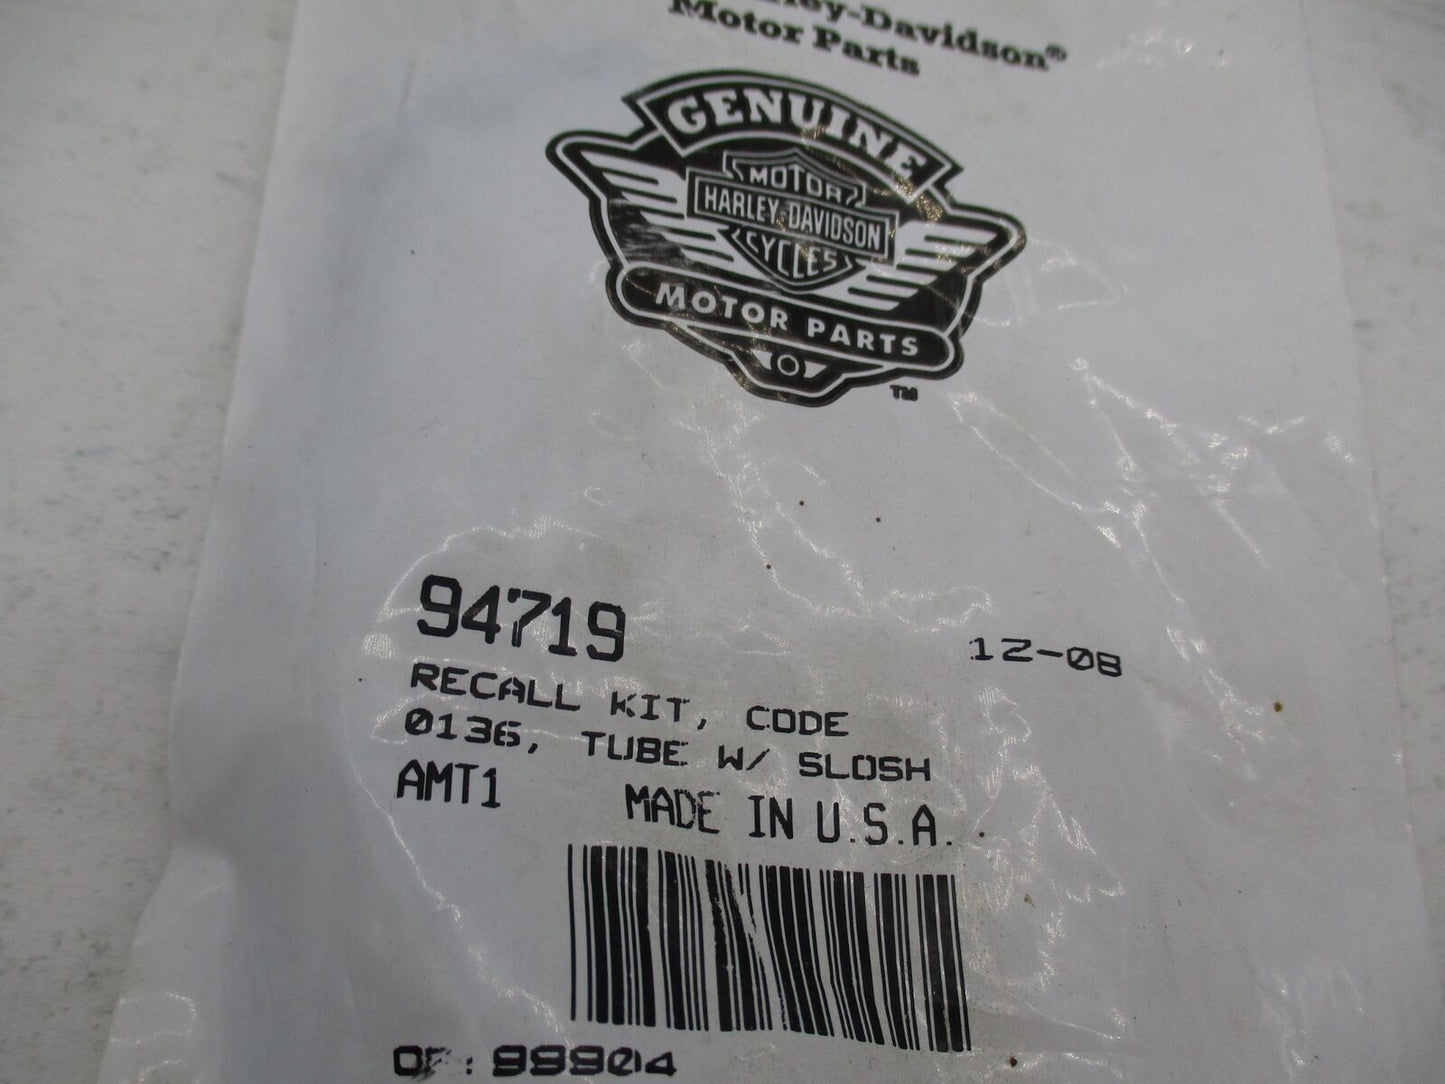 ley-Davidson®
Motor Parts
GENUINE
MOTOR
HARLEY-DAVIDSON
CYCLES
MOTOR PARTS
TM
94719
12-08
RECALL KIT, CODE
0136, TUBE W/ SLOSH
AMT1 MADE IN U.S.A.
99904